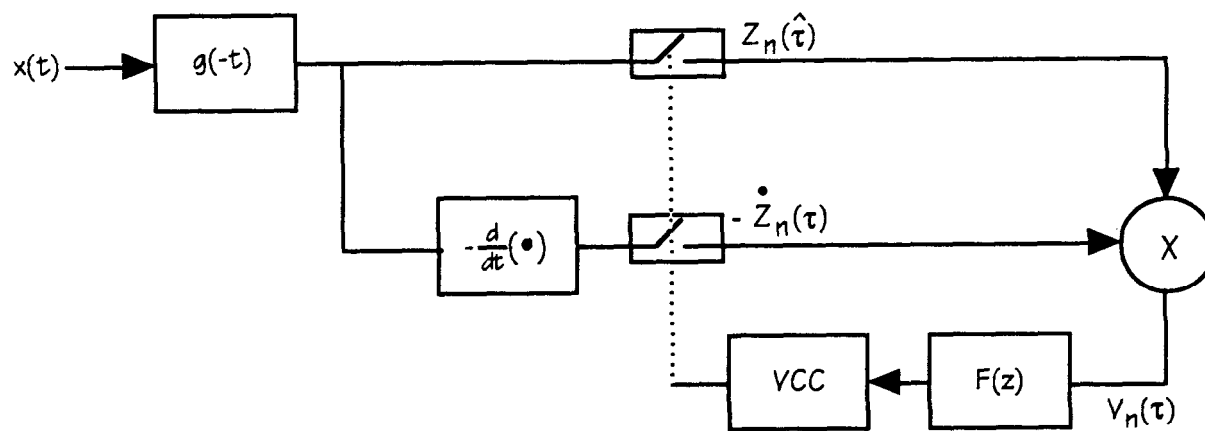 x(t)
g(-t)
Z_n(τ̂)
-d/dt(•)
- Ż_n(τ)
X
VCC
F(z)
V_n(τ)